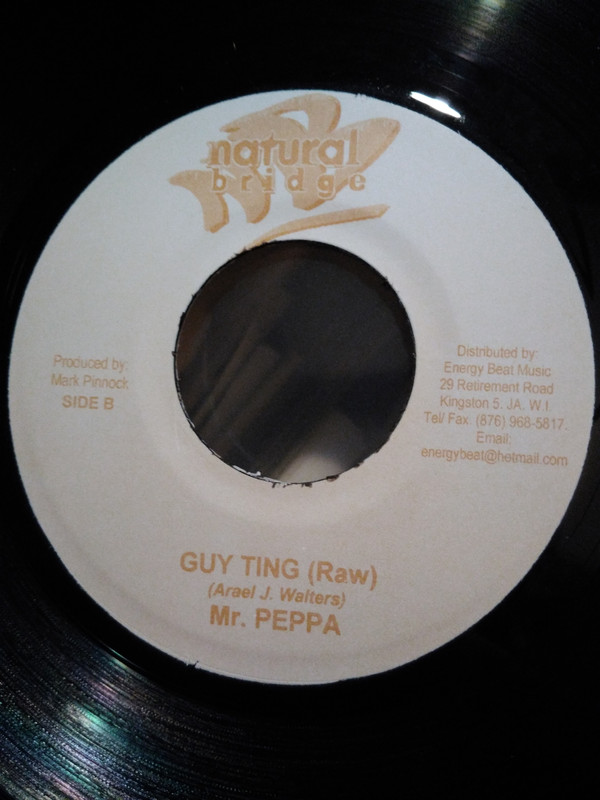 natural
bridge
Produced by:
Mark Pinnock
SIDE B
Distributed by:
Energy Beat Music
29 Retirement Road
Kingston 5. JA. W.I.
Tel/ Fax: (876) 968-5817.
Email:
energybeat@hotmail.com
GUY TING (Raw)
(Arael J. Walters)
Mr. PEPPA